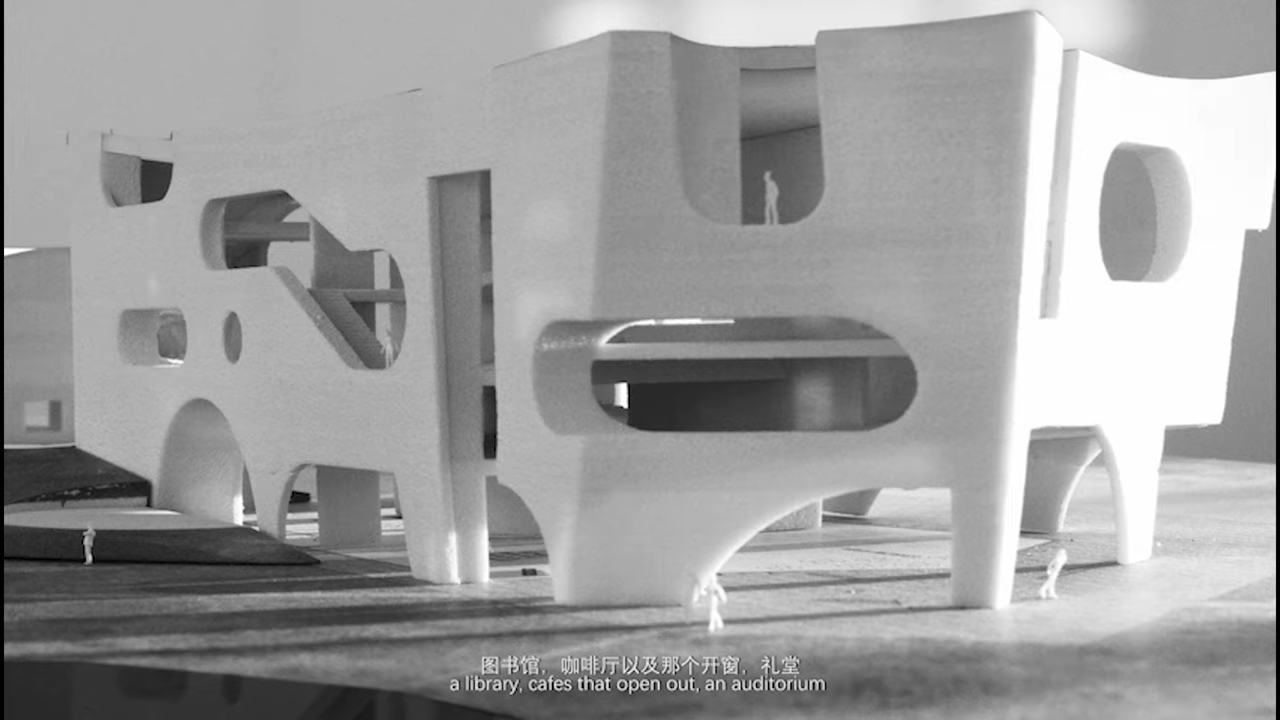 图书馆，咖啡厅以及那个开窗，礼堂
a library, cafes that open out, an auditorium